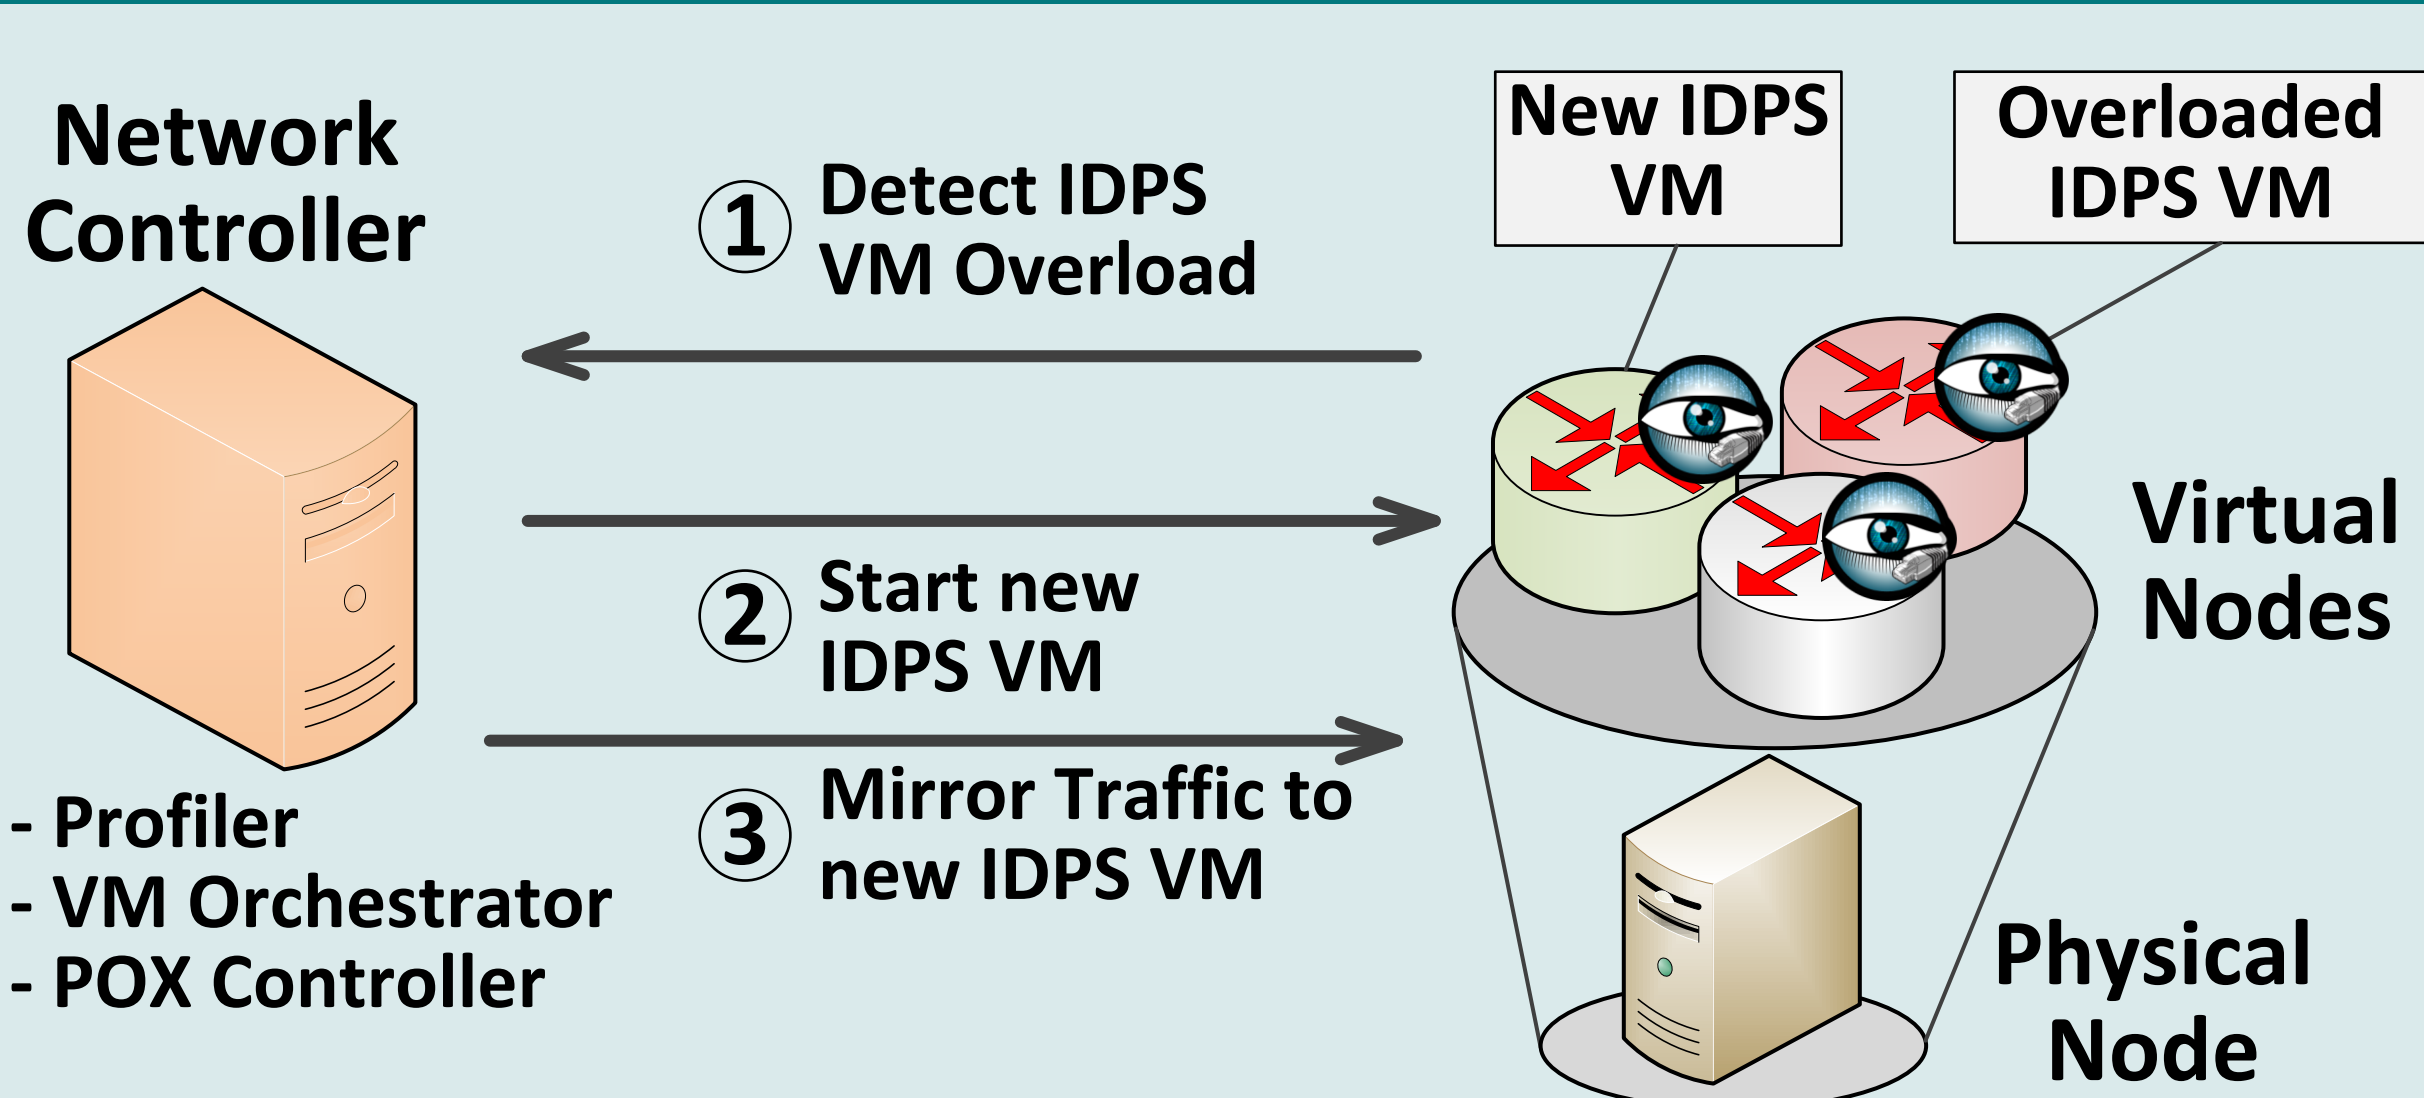 Network
Controller
① Detect IDPS
VM Overload
② Start new
IDPS VM
③ Mirror Traffic to
new IDPS VM
- Profiler
- VM Orchestrator
- POX Controller
New IDPS
VM
Overloaded
IDPS VM
Virtual
Nodes
Physical
Node